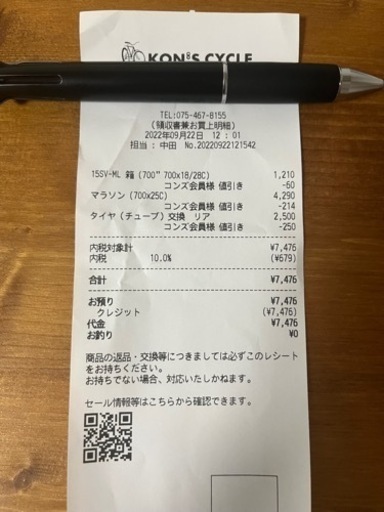 KON'S CYCLE
TEL:075-467-8155
(領収書兼お買上明細)
2022年09月22日 12:01
担当:中田 No.20220922121542
15SV-ML 箱 (700" 700x18/28C) 1,210
コンズ会員様 値引き -60
マラソン (700x25C) 4,290
コンズ会員様 値引き -214
タイヤ(チューブ)交換 リア 2,500
コンズ会員様 値引き -250
内税対象計 ¥7,476
内税 10.0% (¥679)
合計 ¥7,476
お預り ¥7,476
クレジット (¥7,476)
代金 ¥7,476
お釣り ¥0
商品の返品・交換等につきましては必ずこのレシート
をお持ちください。
お持ちでない場合、対応いたしかねます。
セール情報等はこちらから確認できます。